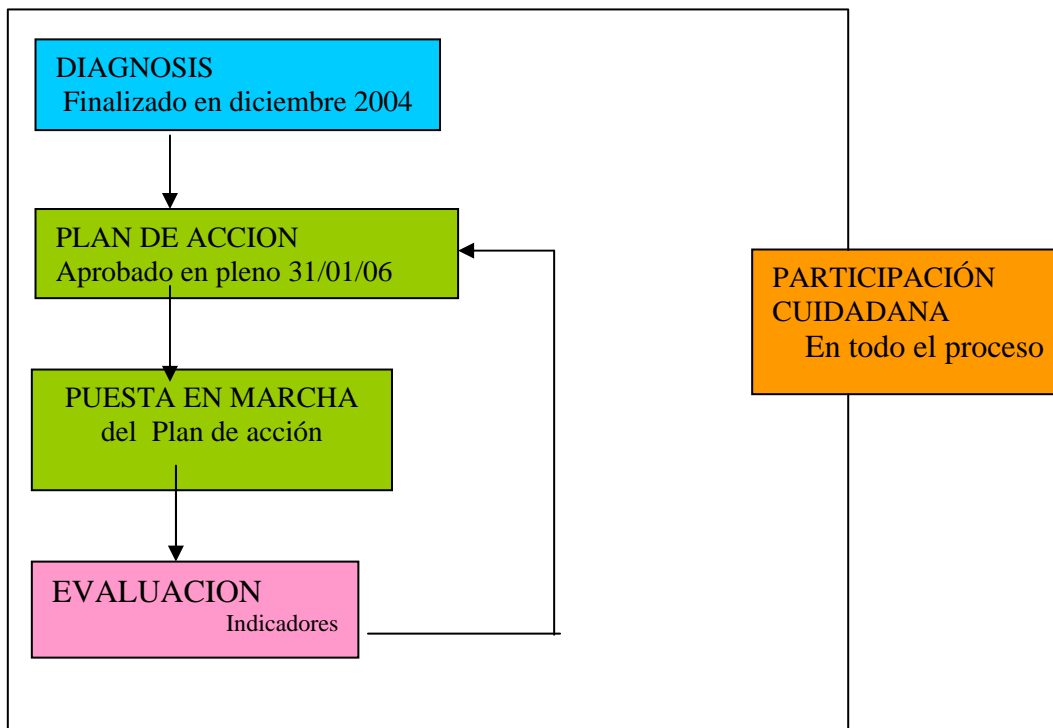 DIAGNOSIS
Finalizado en diciembre 2004
PLAN DE ACCION
Aprobado en pleno 31/01/06
PARTICIPACIÓN
CUIDADANA
En todo el proceso
PUESTA EN MARCHA
del Plan de acción
EVALUACION
Indicadores